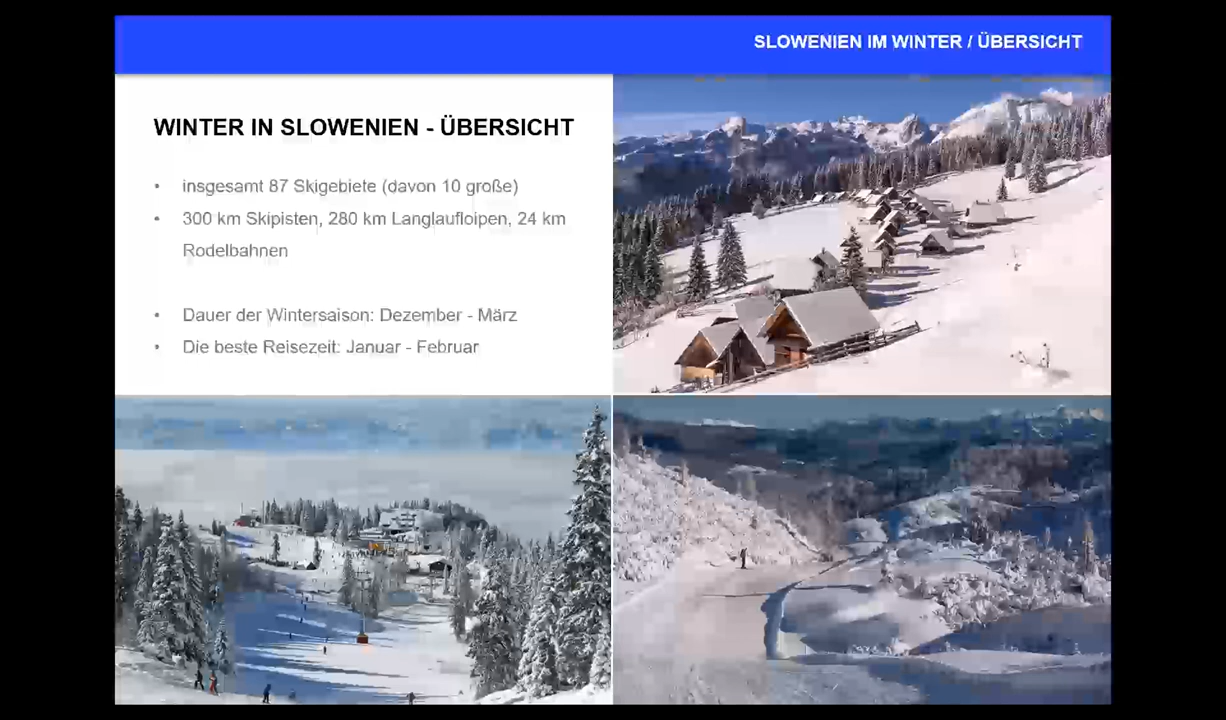 SLOWENIEN IM WINTER / ÜBERSICHT
WINTER IN SLOWENIEN - ÜBERSICHT
• insgesamt 87 Skigebiete (davon 10 große)
• 300 km Skipisten, 280 km Langlaufloipen, 24 km
Rodelbahnen
• Dauer der Wintersaison: Dezember - März
• Die beste Reisezeit: Januar - Februar